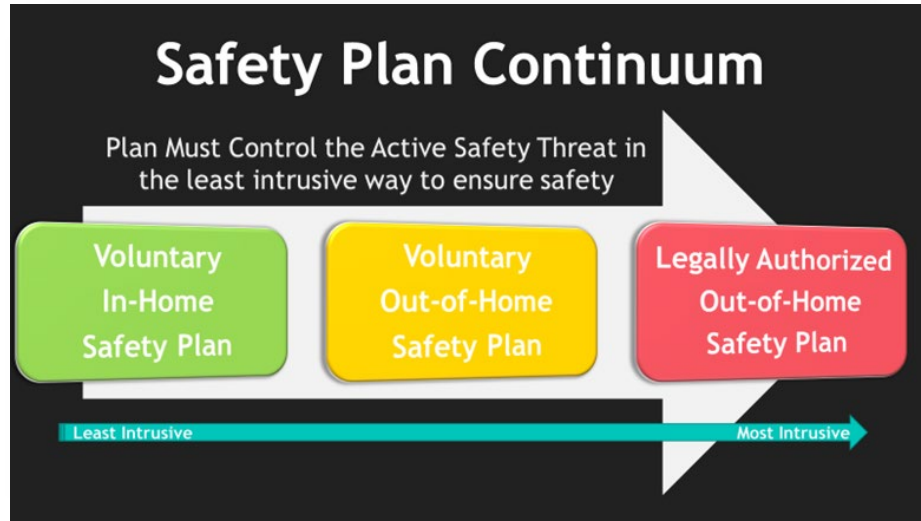 Safety Plan Continuum
Plan Must Control the Active Safety Threat in
the least intrusive way to ensure safety
Voluntary
In-Home
Safety Plan
Voluntary
Out-of-Home
Safety Plan
Legally Authorized
Out-of-Home
Safety Plan
Least Intrusive
Most Intrusive